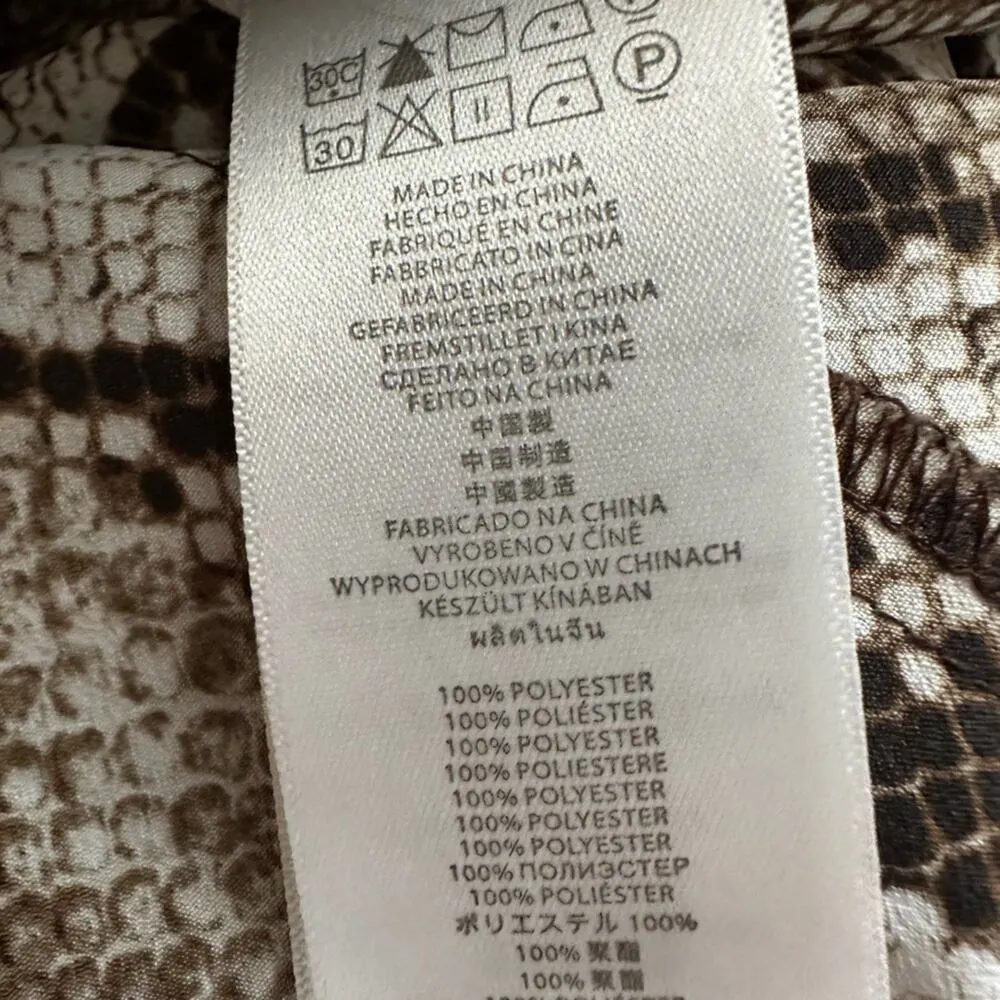 30C
P
30
MADE IN CHINA
HECHO EN CHINA
FABRIQUÉ EN CHINE
FABBRICATO IN CINA
MADE IN CHINA
GEFABRICEERD IN CHINA
FREMSTILLET I KINA
СДЕЛАНО В КИТАЕ
FEITO NA CHINA
中国製
中国制造
中國製造
FABRICADO NA CHINA
VYROBENO V ČÍNĚ
WYPRODUKOWANO W CHINACH
KÉSZÜLT KÍNÁBAN
ผลิตในจีน
100% POLYESTER
100% POLIÉSTER
100% POLYESTER
100% POLIESTERE
100% POLYESTER
100% POLYESTER
100% POLYESTER
100% ПОЛИЭСТЕР
100% POLIÉSTER
ポリエステル 100%
100% 聚酯
100% 聚酯
100% POLIÉSTER